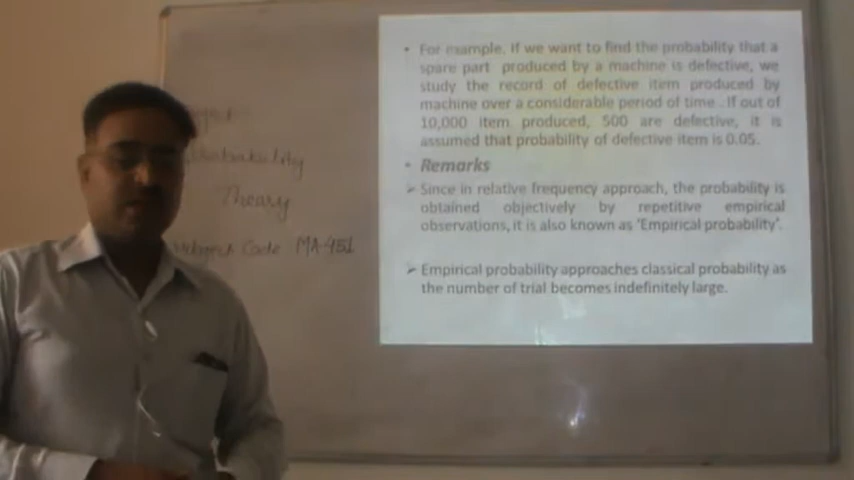 Probability
Theory
Subject Code MA-451
• For example, If we want to find the probability that a
spare part produced by a machine is defective, we
study the record of defective item produced by
machine over a considerable period of time . If out of
10,000 item produced, 500 are defective, it is
assumed that probability of defective item is 0.05.
• Remarks
➢ Since in relative frequency approach, the probability is
obtained objectively by repetitive empirical
observations, it is also known as ‘Empirical probability’.
➢ Empirical probability approaches classical probability as
the number of trial becomes indefinitely large.